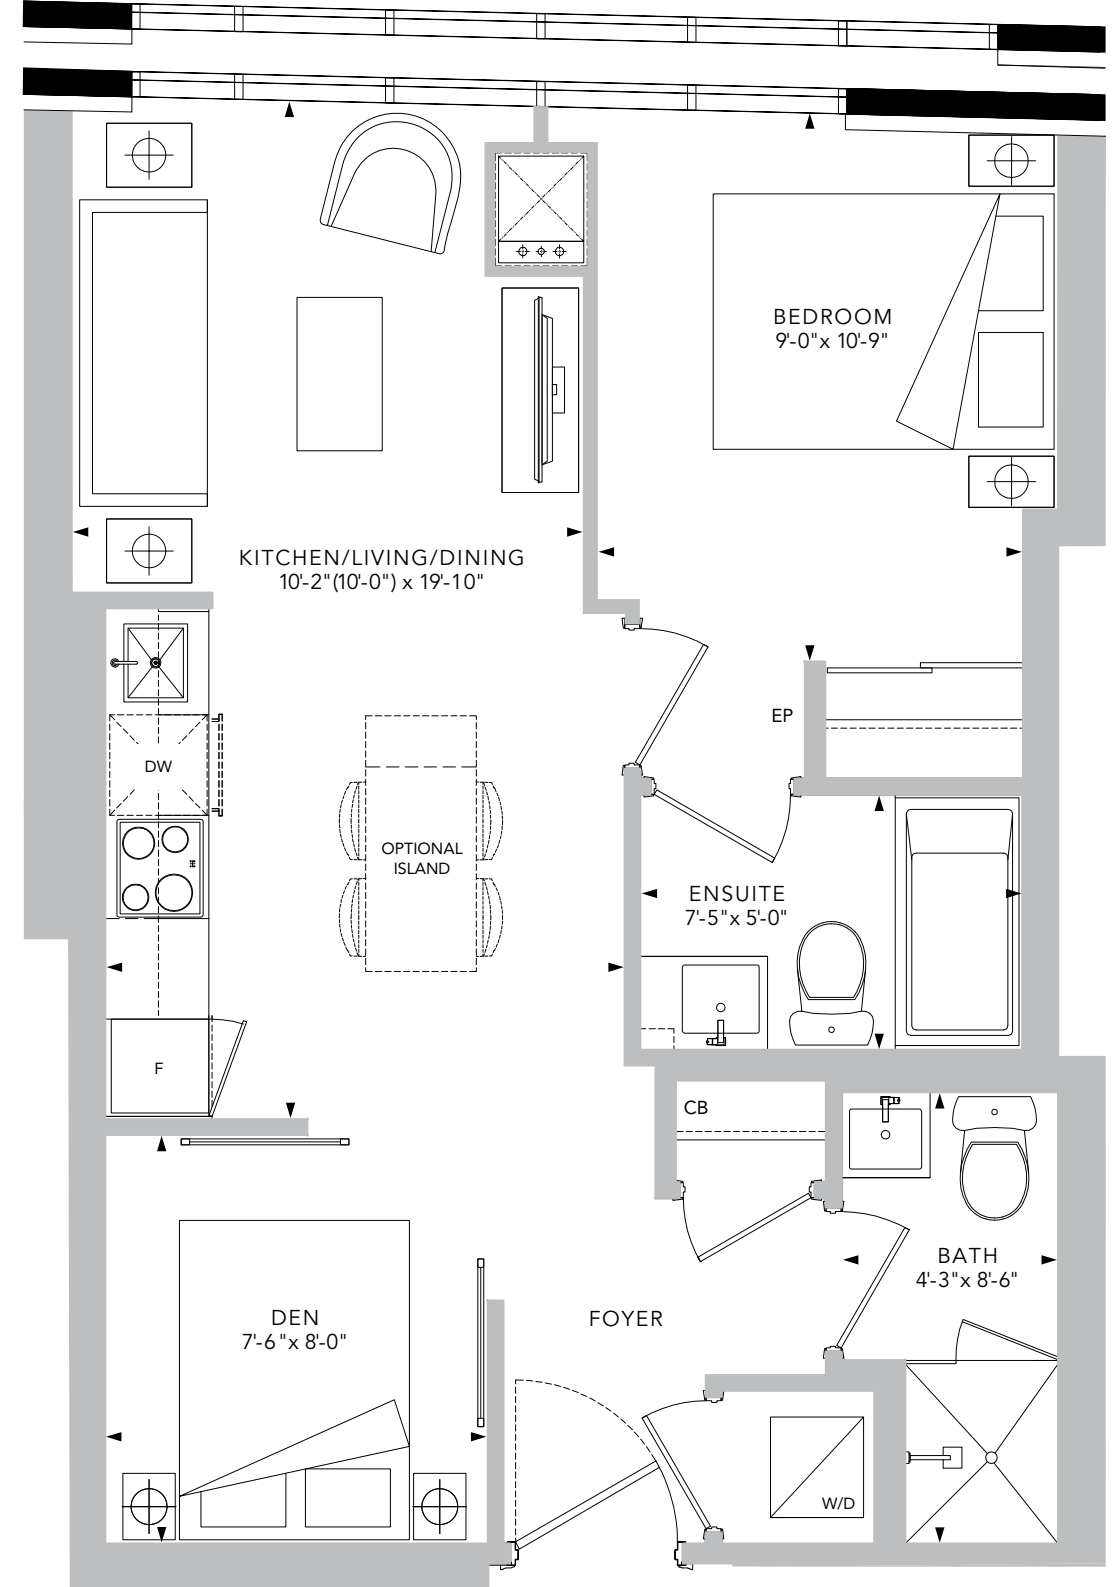 BEDROOM
9'-0"x 10'-9"
KITCHEN/LIVING/DINING
10'-2"(10'-0") x 19'-10"
EP
DW
OPTIONAL
ISLAND
ENSUITE
7'-5"x 5'-0"
F
CB
BATH
4'-3"x 8'-6"
DEN
7'-6"x 8'-0"
FOYER
W/D